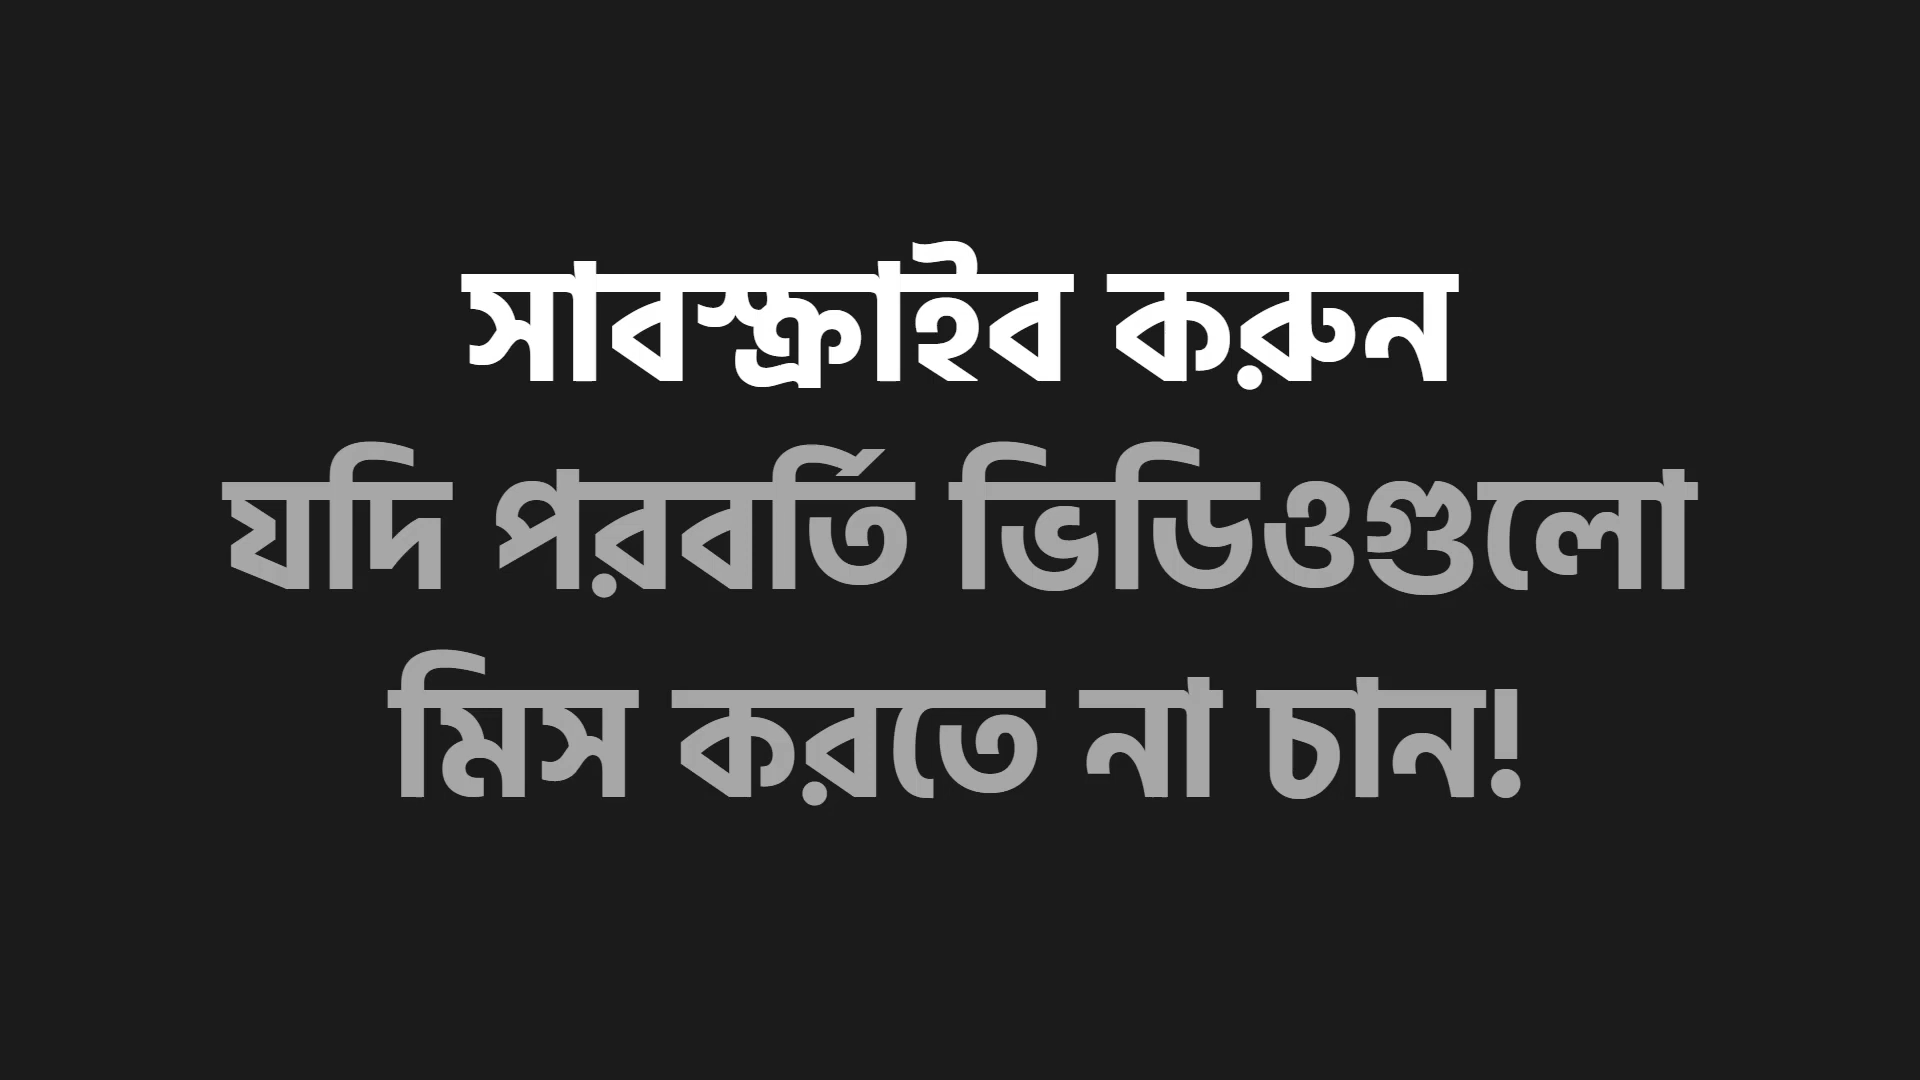 সাবস্ক্রাইব করুন
যদি পরবর্তি ভিডিওগুলো
মিস করতে না চান!